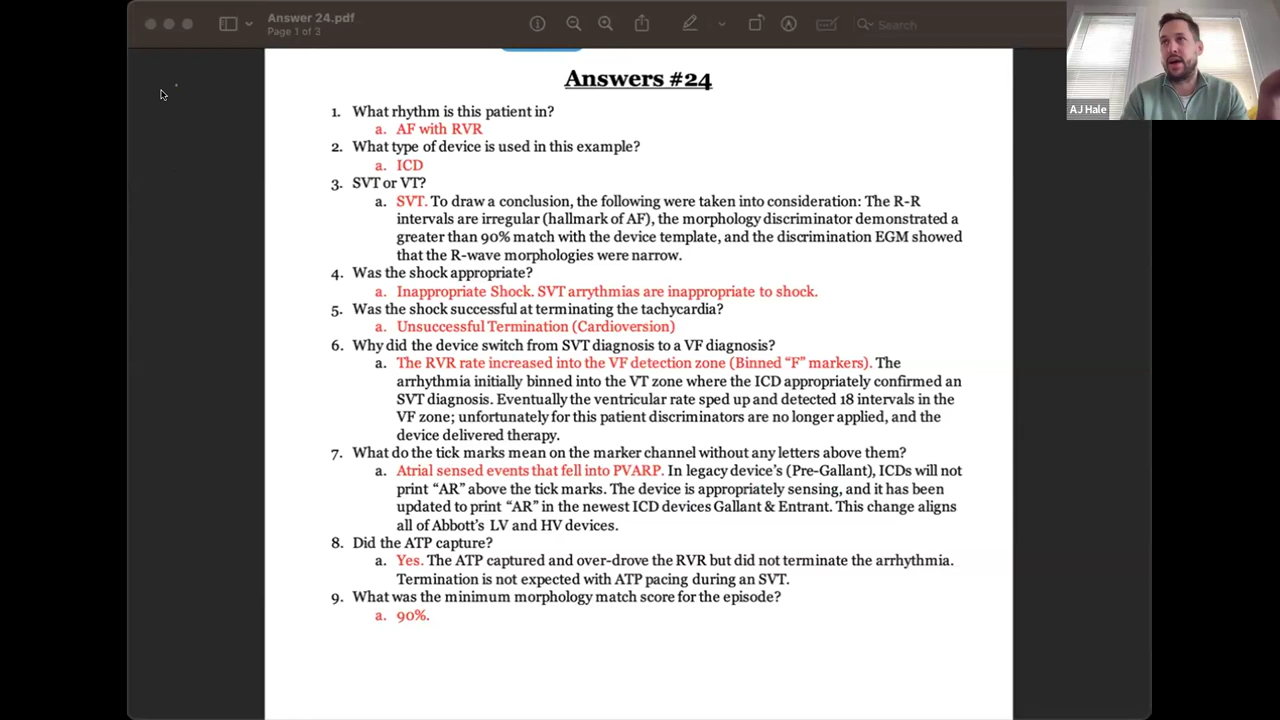 Answer 24.pdf
Page 1 of 3
Search
AJ Hale
Answers #24
1. What rhythm is this patient in?
a. AF with RVR
2. What type of device is used in this example?
a. ICD
3. SVT or VT?
a. SVT. To draw a conclusion, the following were taken into consideration: The R-R
intervals are irregular (hallmark of AF), the morphology discriminator demonstrated a
greater than 90% match with the device template, and the discrimination EGM showed
that the R-wave morphologies were narrow.
4. Was the shock appropriate?
a. Inappropriate Shock. SVT arrythmias are inappropriate to shock.
5. Was the shock successful at terminating the tachycardia?
a. Unsuccessful Termination (Cardioversion)
6. Why did the device switch from SVT diagnosis to a VF diagnosis?
a. The RVR rate increased into the VF detection zone (Binned “F” markers). The
arrhythmia initially binned into the VT zone where the ICD appropriately confirmed an
SVT diagnosis. Eventually the ventricular rate sped up and detected 18 intervals in the
VF zone; unfortunately for this patient discriminators are no longer applied, and the
device delivered therapy.
7. What do the tick marks mean on the marker channel without any letters above them?
a. Atrial sensed events that fell into PVARP. In legacy device’s (Pre-Gallant), ICDs will not
print “AR” above the tick marks. The device is appropriately sensing, and it has been
updated to print “AR” in the newest ICD devices Gallant & Entrant. This change aligns
all of Abbott’s LV and HV devices.
8. Did the ATP capture?
a. Yes. The ATP captured and over-drove the RVR but did not terminate the arrhythmia.
Termination is not expected with ATP pacing during an SVT.
9. What was the minimum morphology match score for the episode?
a. 90%.